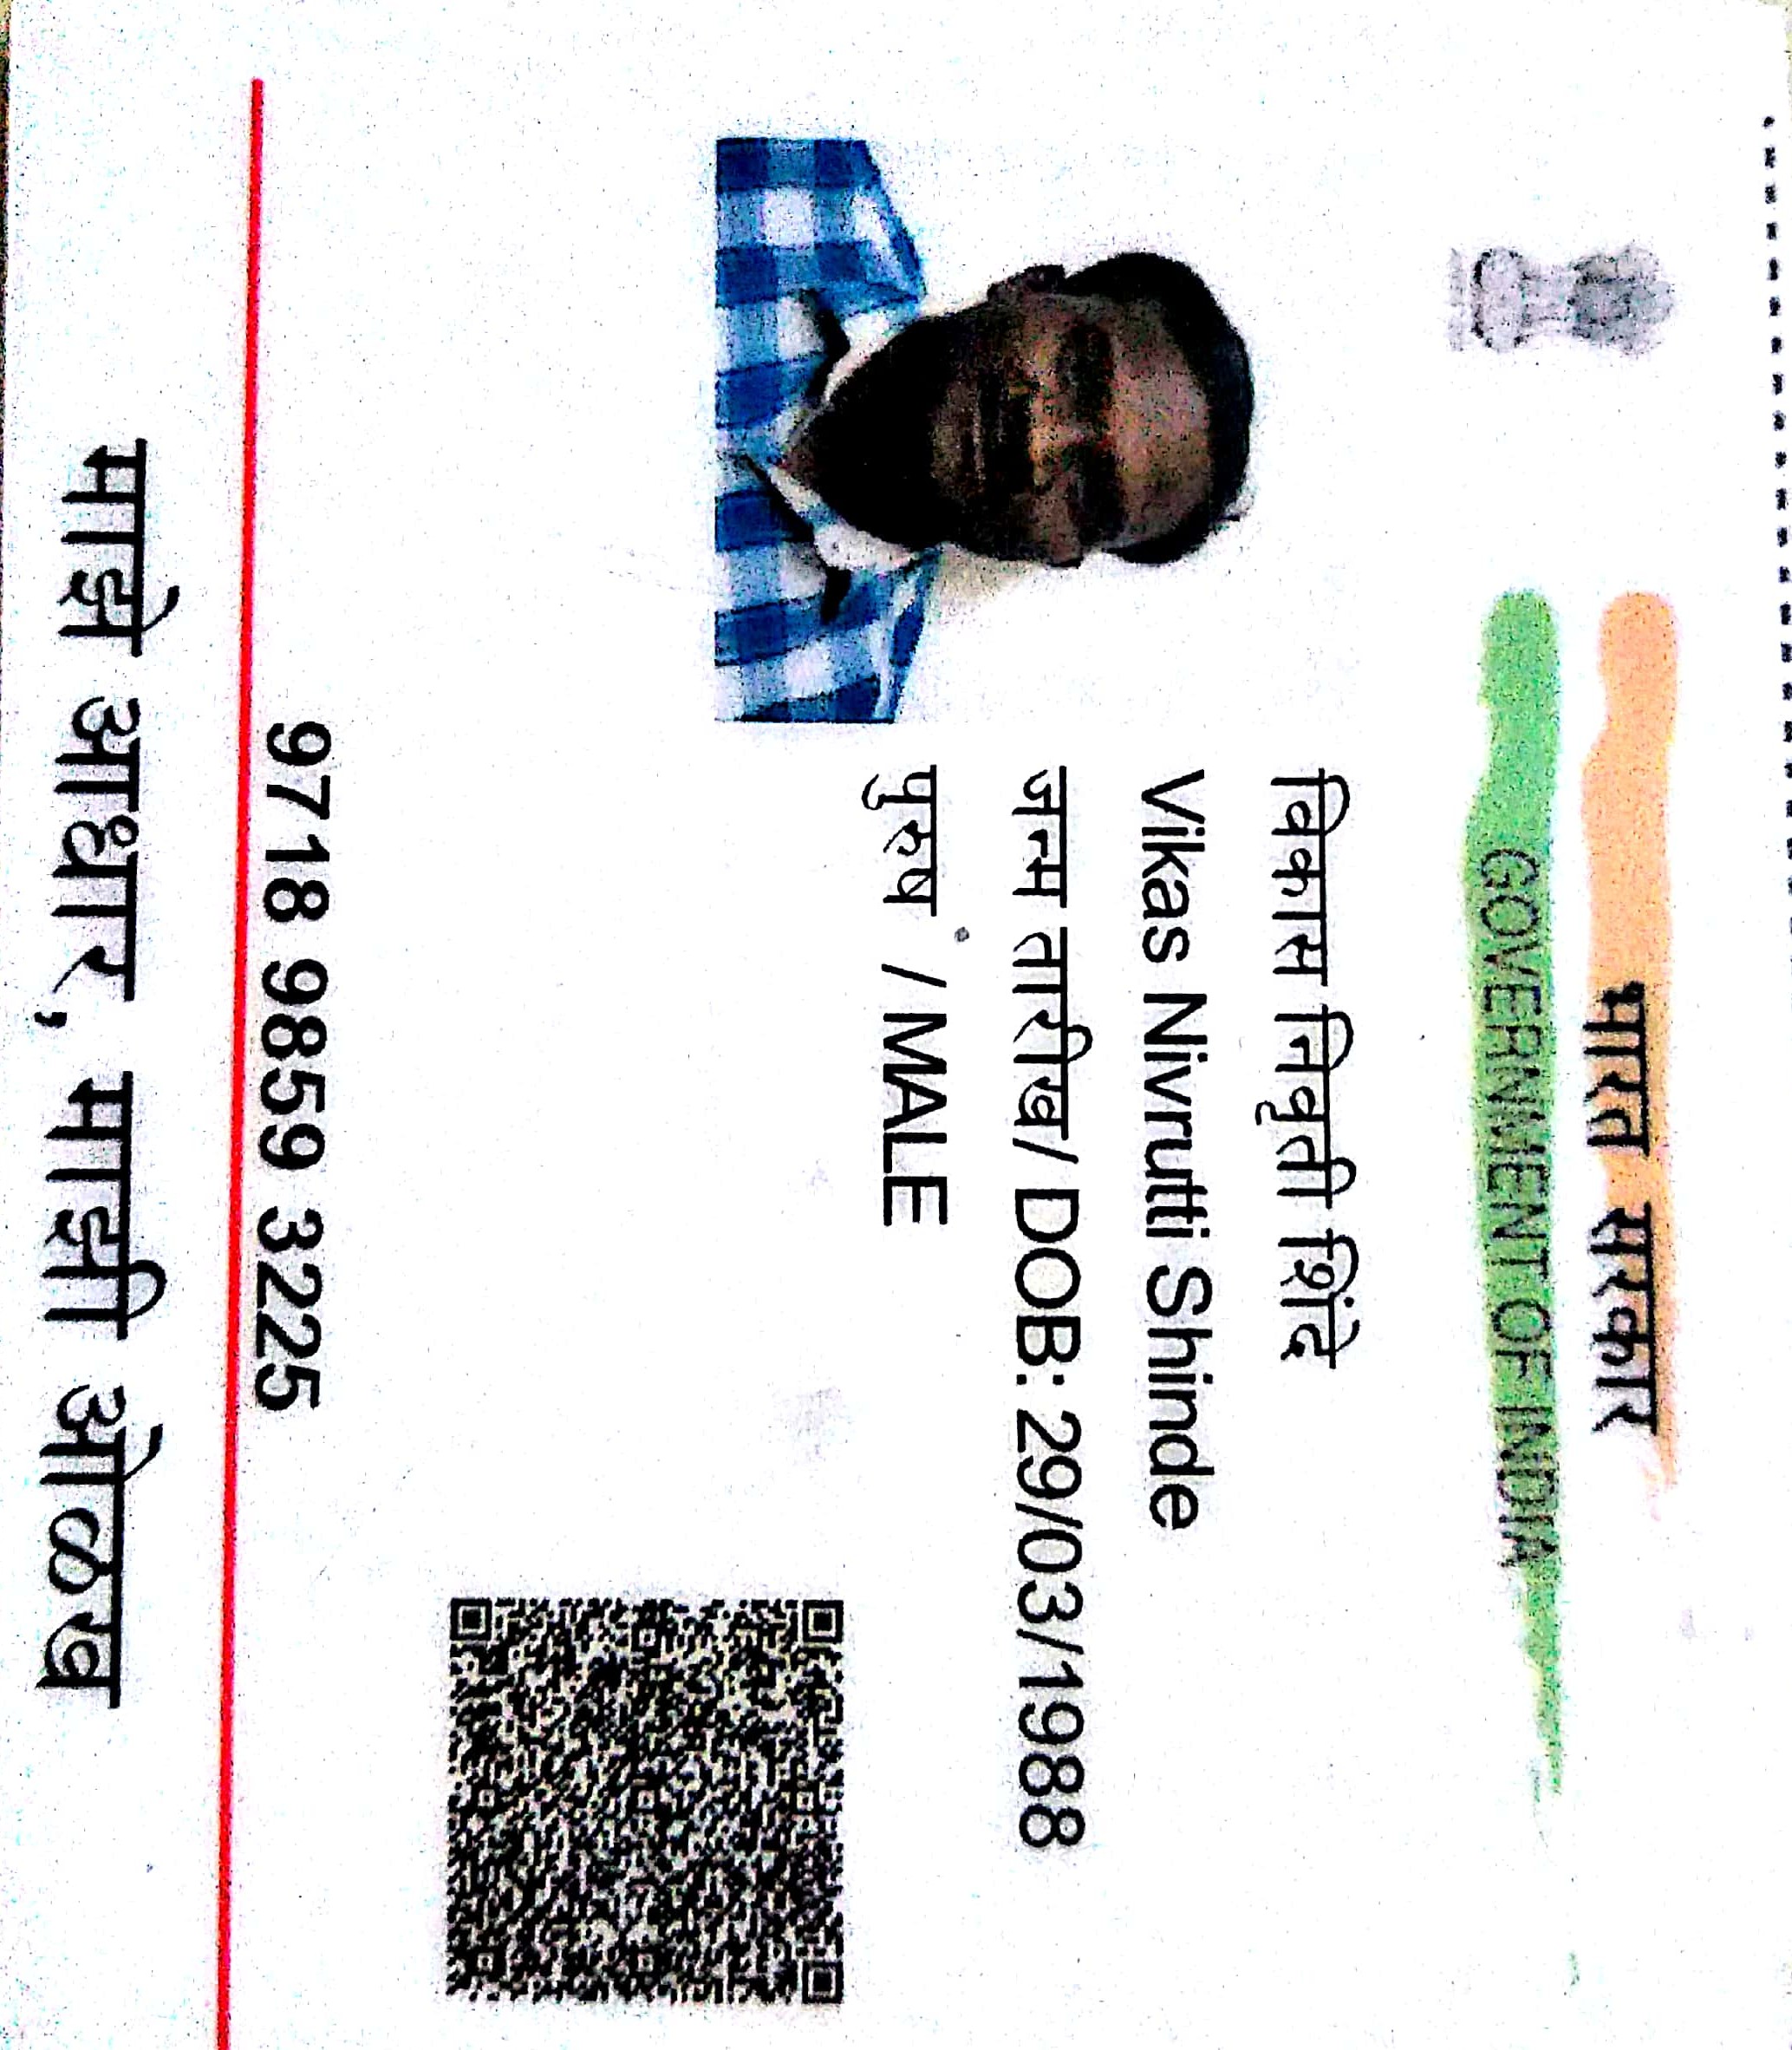 भारत सरकार
GOVERNMENT OF INDIA
विकास निवृती शिंदे
Vikas Nivrutti Shinde
जन्म तारीख/ DOB: 29/03/1988
पुरुष / MALE
9718 9859 3225
माझे आधार, माझी ओळख